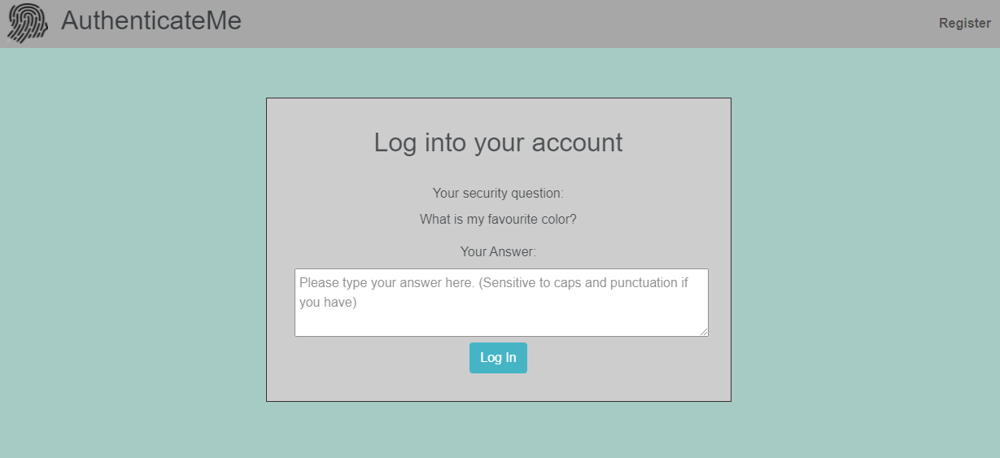 AuthenticateMe
Register
Log into your account
Your security question:
What is my favourite color?
Your Answer:
Please type your answer here. (Sensitive to caps and punctuation if
you have)
Log In